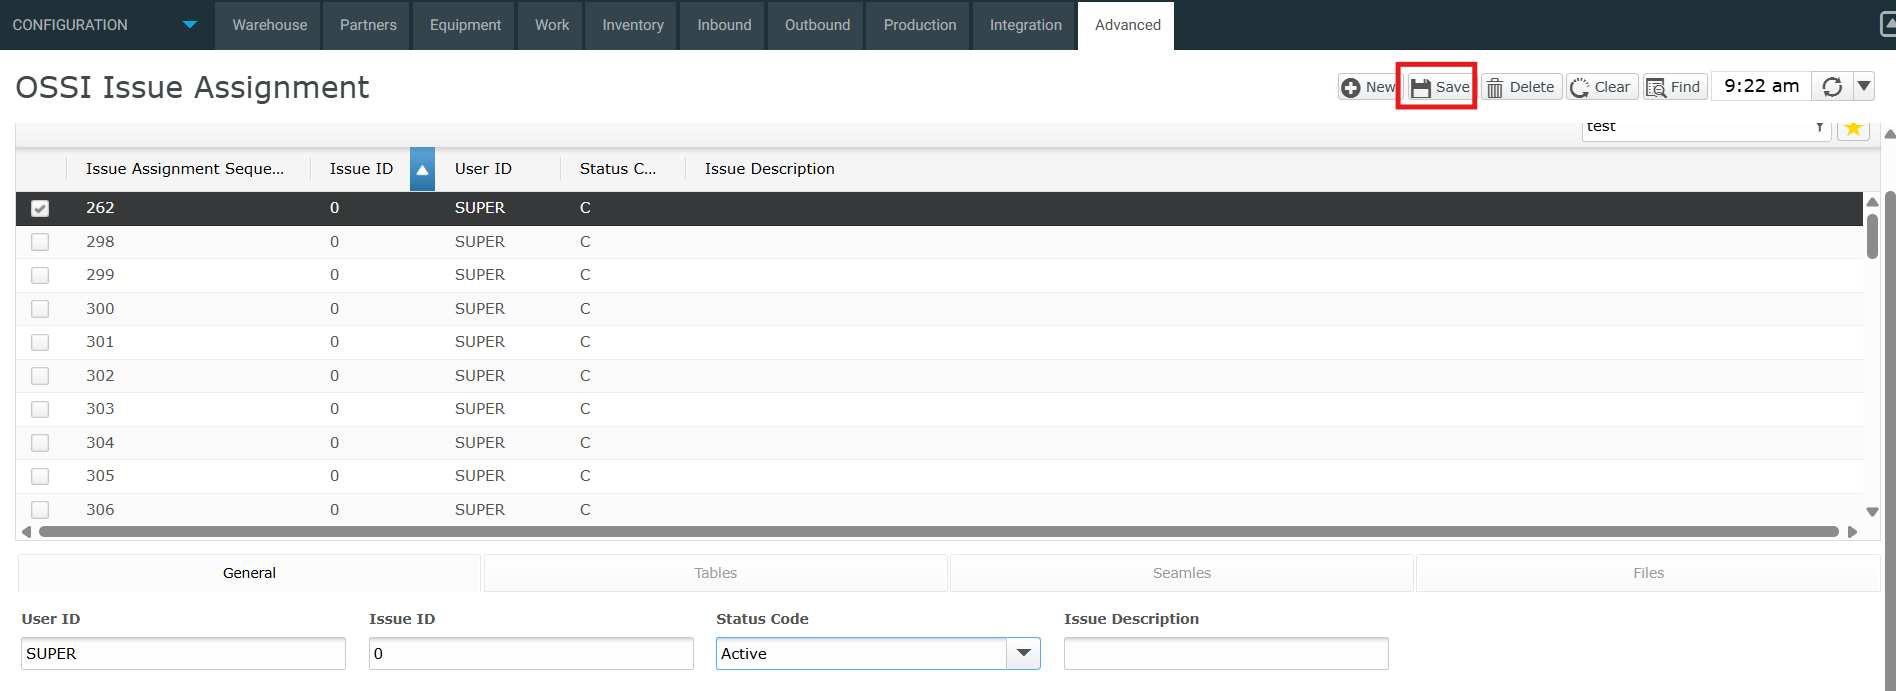 CONFIGURATION Warehouse Partners Equipment Work Inventory Inbound Outbound Production Integration Advanced
OSSI Issue Assignment
New Save Delete Clear Find 9:22 am
test
Issue Assignment Seque... Issue ID User ID Status C... Issue Description
262 0 SUPER C
298 0 SUPER C
299 0 SUPER C
300 0 SUPER C
301 0 SUPER C
302 0 SUPER C
303 0 SUPER C
304 0 SUPER C
305 0 SUPER C
306 0 SUPER C
General Tables Seamles Files
User ID Issue ID Status Code Issue Description
SUPER 0 Active